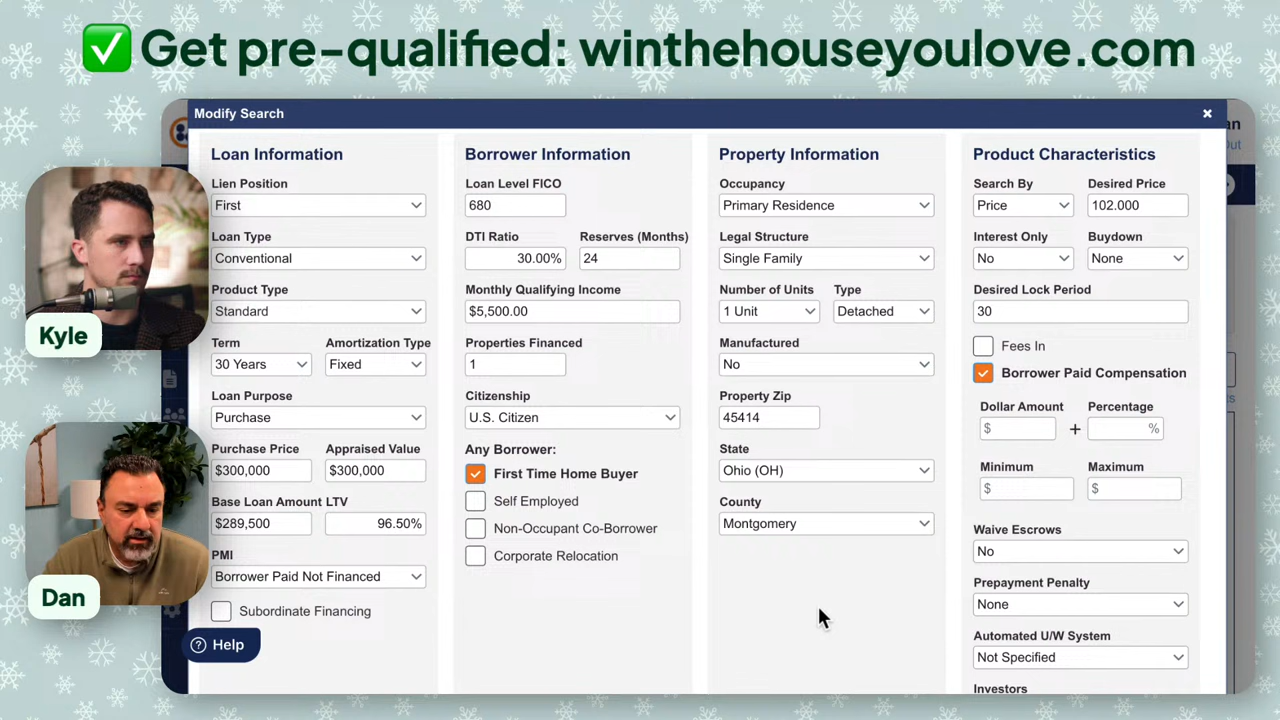 ✅ Get pre-qualified: winthehouseyoulove.com
Modify Search
an
Out
Kyle
Dan
Loan Information
Lien Position
First
Loan Type
Conventional
Product Type
Standard
Term Amortization Type
30 Years Fixed
Loan Purpose
Purchase
Purchase Price Appraised Value
$300,000 $300,000
Base Loan Amount LTV
$289,500 96.50%
PMI
Borrower Paid Not Financed
Subordinate Financing
Help
Borrower Information
Loan Level FICO
680
DTI Ratio Reserves (Months)
30.00% 24
Monthly Qualifying Income
$5,500.00
Properties Financed
1
Citizenship
U.S. Citizen
Any Borrower:
First Time Home Buyer
Self Employed
Non-Occupant Co-Borrower
Corporate Relocation
Property Information
Occupancy
Primary Residence
Legal Structure
Single Family
Number of Units Type
1 Unit Detached
Manufactured
No
Property Zip
45414
State
Ohio (OH)
County
Montgomery
Product Characteristics
Search By Desired Price
Price 102.000
Interest Only Buydown
No None
Desired Lock Period
30
Fees In
Borrower Paid Compensation
Dollar Amount Percentage
$ + %
Minimum Maximum
$ $
Waive Escrows
No
Prepayment Penalty
None
Automated U/W System
Not Specified
Investors